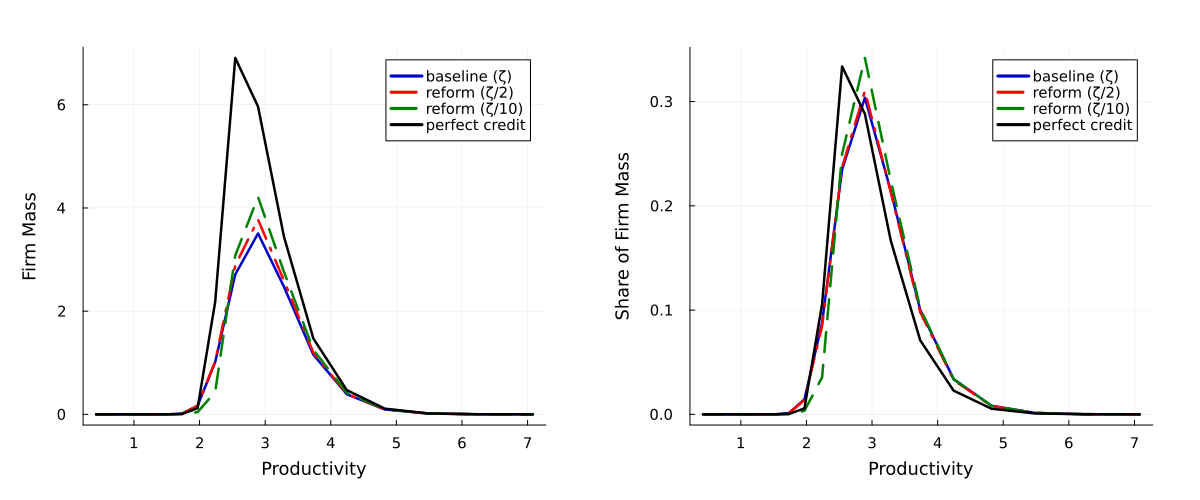 Firm Mass
6
4
2
0
1 2 3 4 5 6 7
Productivity
baseline (ζ)
reform (ζ/2)
reform (ζ/10)
perfect credit
Share of Firm Mass
0.3
0.2
0.1
0.0
1 2 3 4 5 6 7
Productivity
baseline (ζ)
reform (ζ/2)
reform (ζ/10)
perfect credit